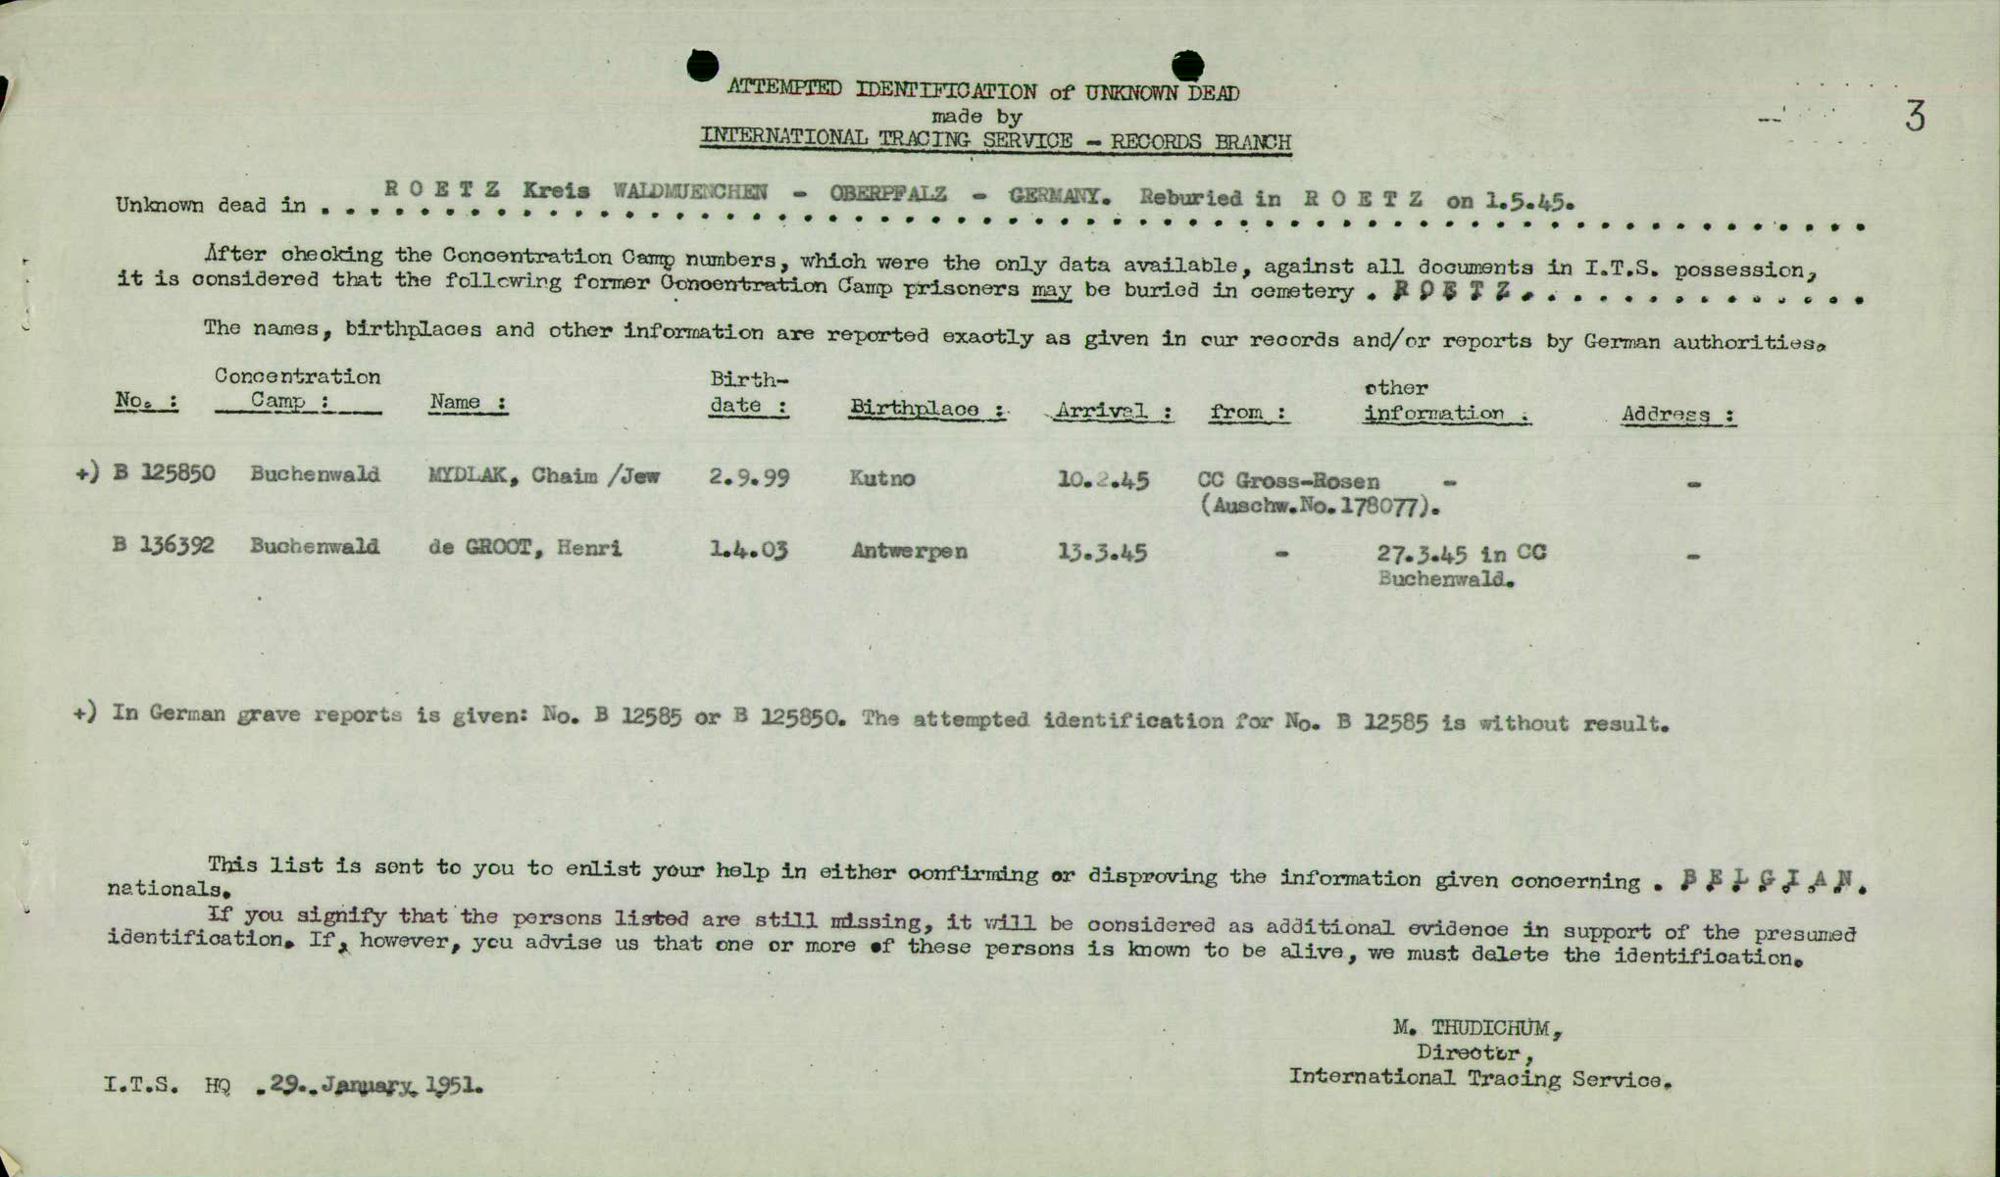 ATTEMPTED IDENTIFICATION of UNKNOWN DEAD
3
made by
INTERNATIONAL TRACING SERVICE - RECORDS BRANCH
Unknown dead in . . . R O E T Z Kreis WALDMUENCHEN - OBERPFALZ - GERMANY. Reburied in R O E T Z on 1.5.45.
After checking the Concentration Camp numbers, which were the only data available, against all documents in I.T.S. possession,
it is considered that the following former Concentration Camp prisoners may be buried in cemetery . R O E T Z . . . . . . . . . . . . . .
The names, birthplaces and other information are reported exactly as given in our records and/or reports by German authorities.
No. : Concentration Camp : Name : Birth-date : Birthplace : Arrival : from : other information : Address :
+) B 125850 Buchenwald MYDLAK, Chaim /Jew 2.9.99 Kutno 10.2.45 CC Gross-Rosen - -
(Auschw.No.178077).
B 136392 Buchenwald de GROOT, Henri 1.4.03 Antwerpen 13.3.45 - 27.3.45 in CC -
Buchenwald.
+) In German grave reports is given: No. B 12585 or B 125850. The attempted identification for No. B 12585 is without result.
This list is sent to you to enlist your help in either confirming or disproving the information given concerning . B E L G I A N.
nationals.
If you signify that the persons listed are still missing, it will be considered as additional evidence in support of the presumed
identification. If, however, you advise us that one or more of these persons is known to be alive, we must delete the identification.
M. THUDICHUM,
Director,
International Tracing Service.
I.T.S. HQ .29. January 1951.